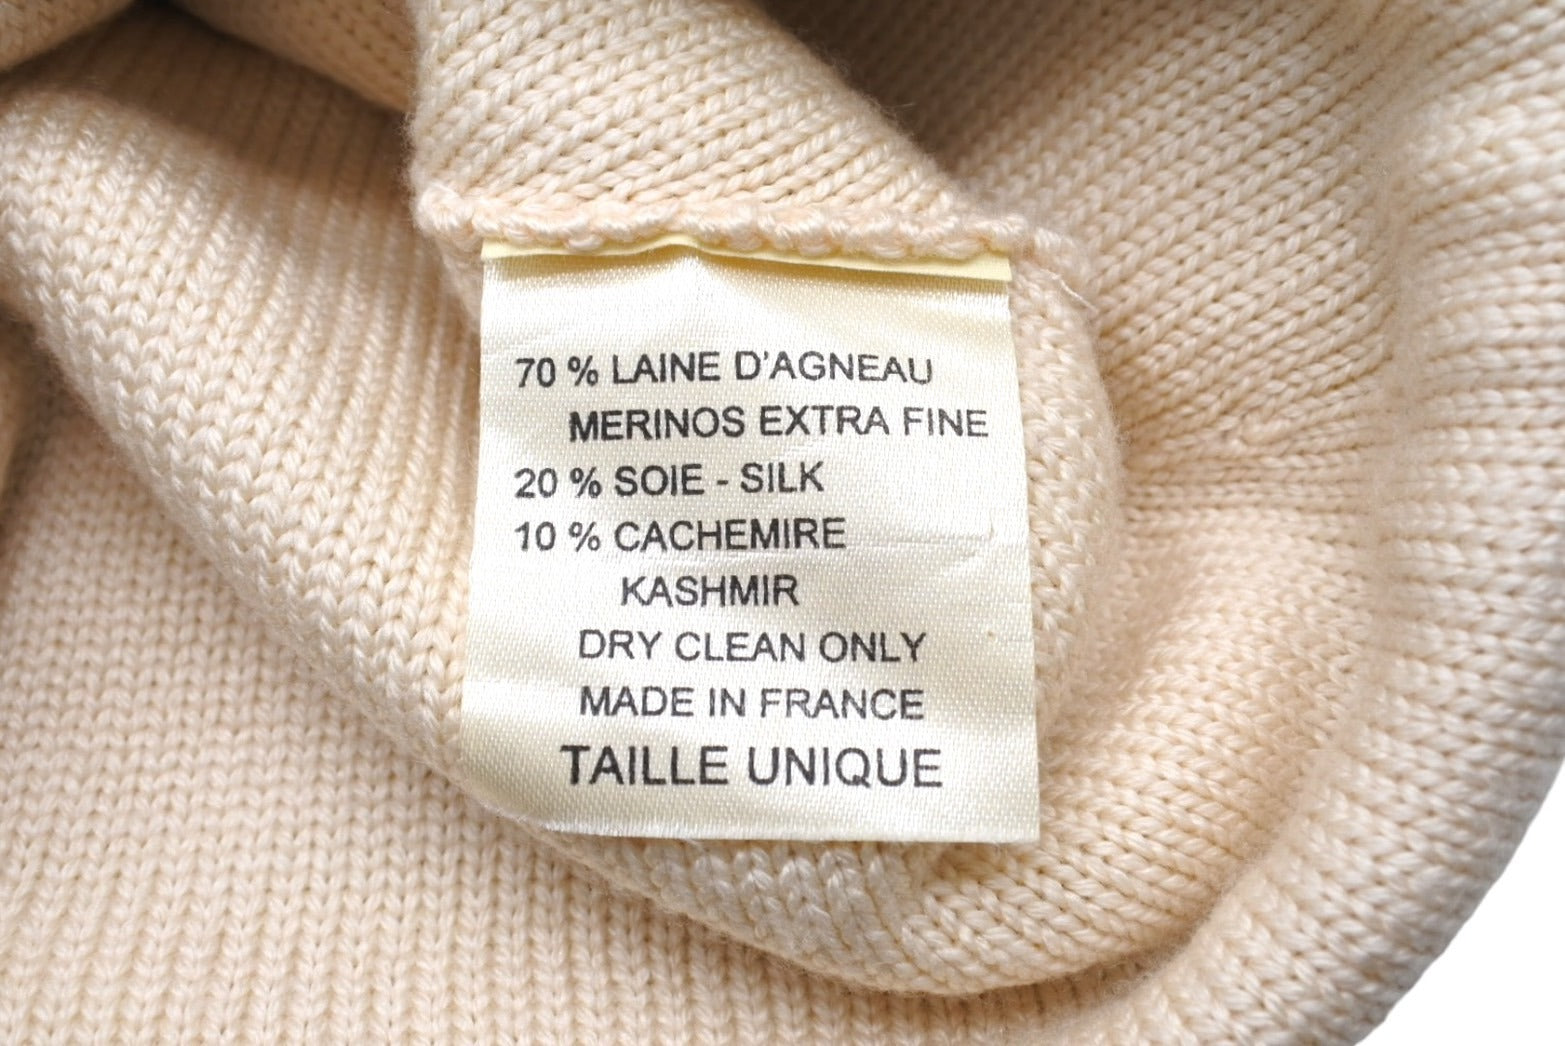 70 % LAINE D'AGNEAU
MERINOS EXTRA FINE
20 % SOIE - SILK
10 % CACHEMIRE
KASHMIR
DRY CLEAN ONLY
MADE IN FRANCE
TAILLE UNIQUE